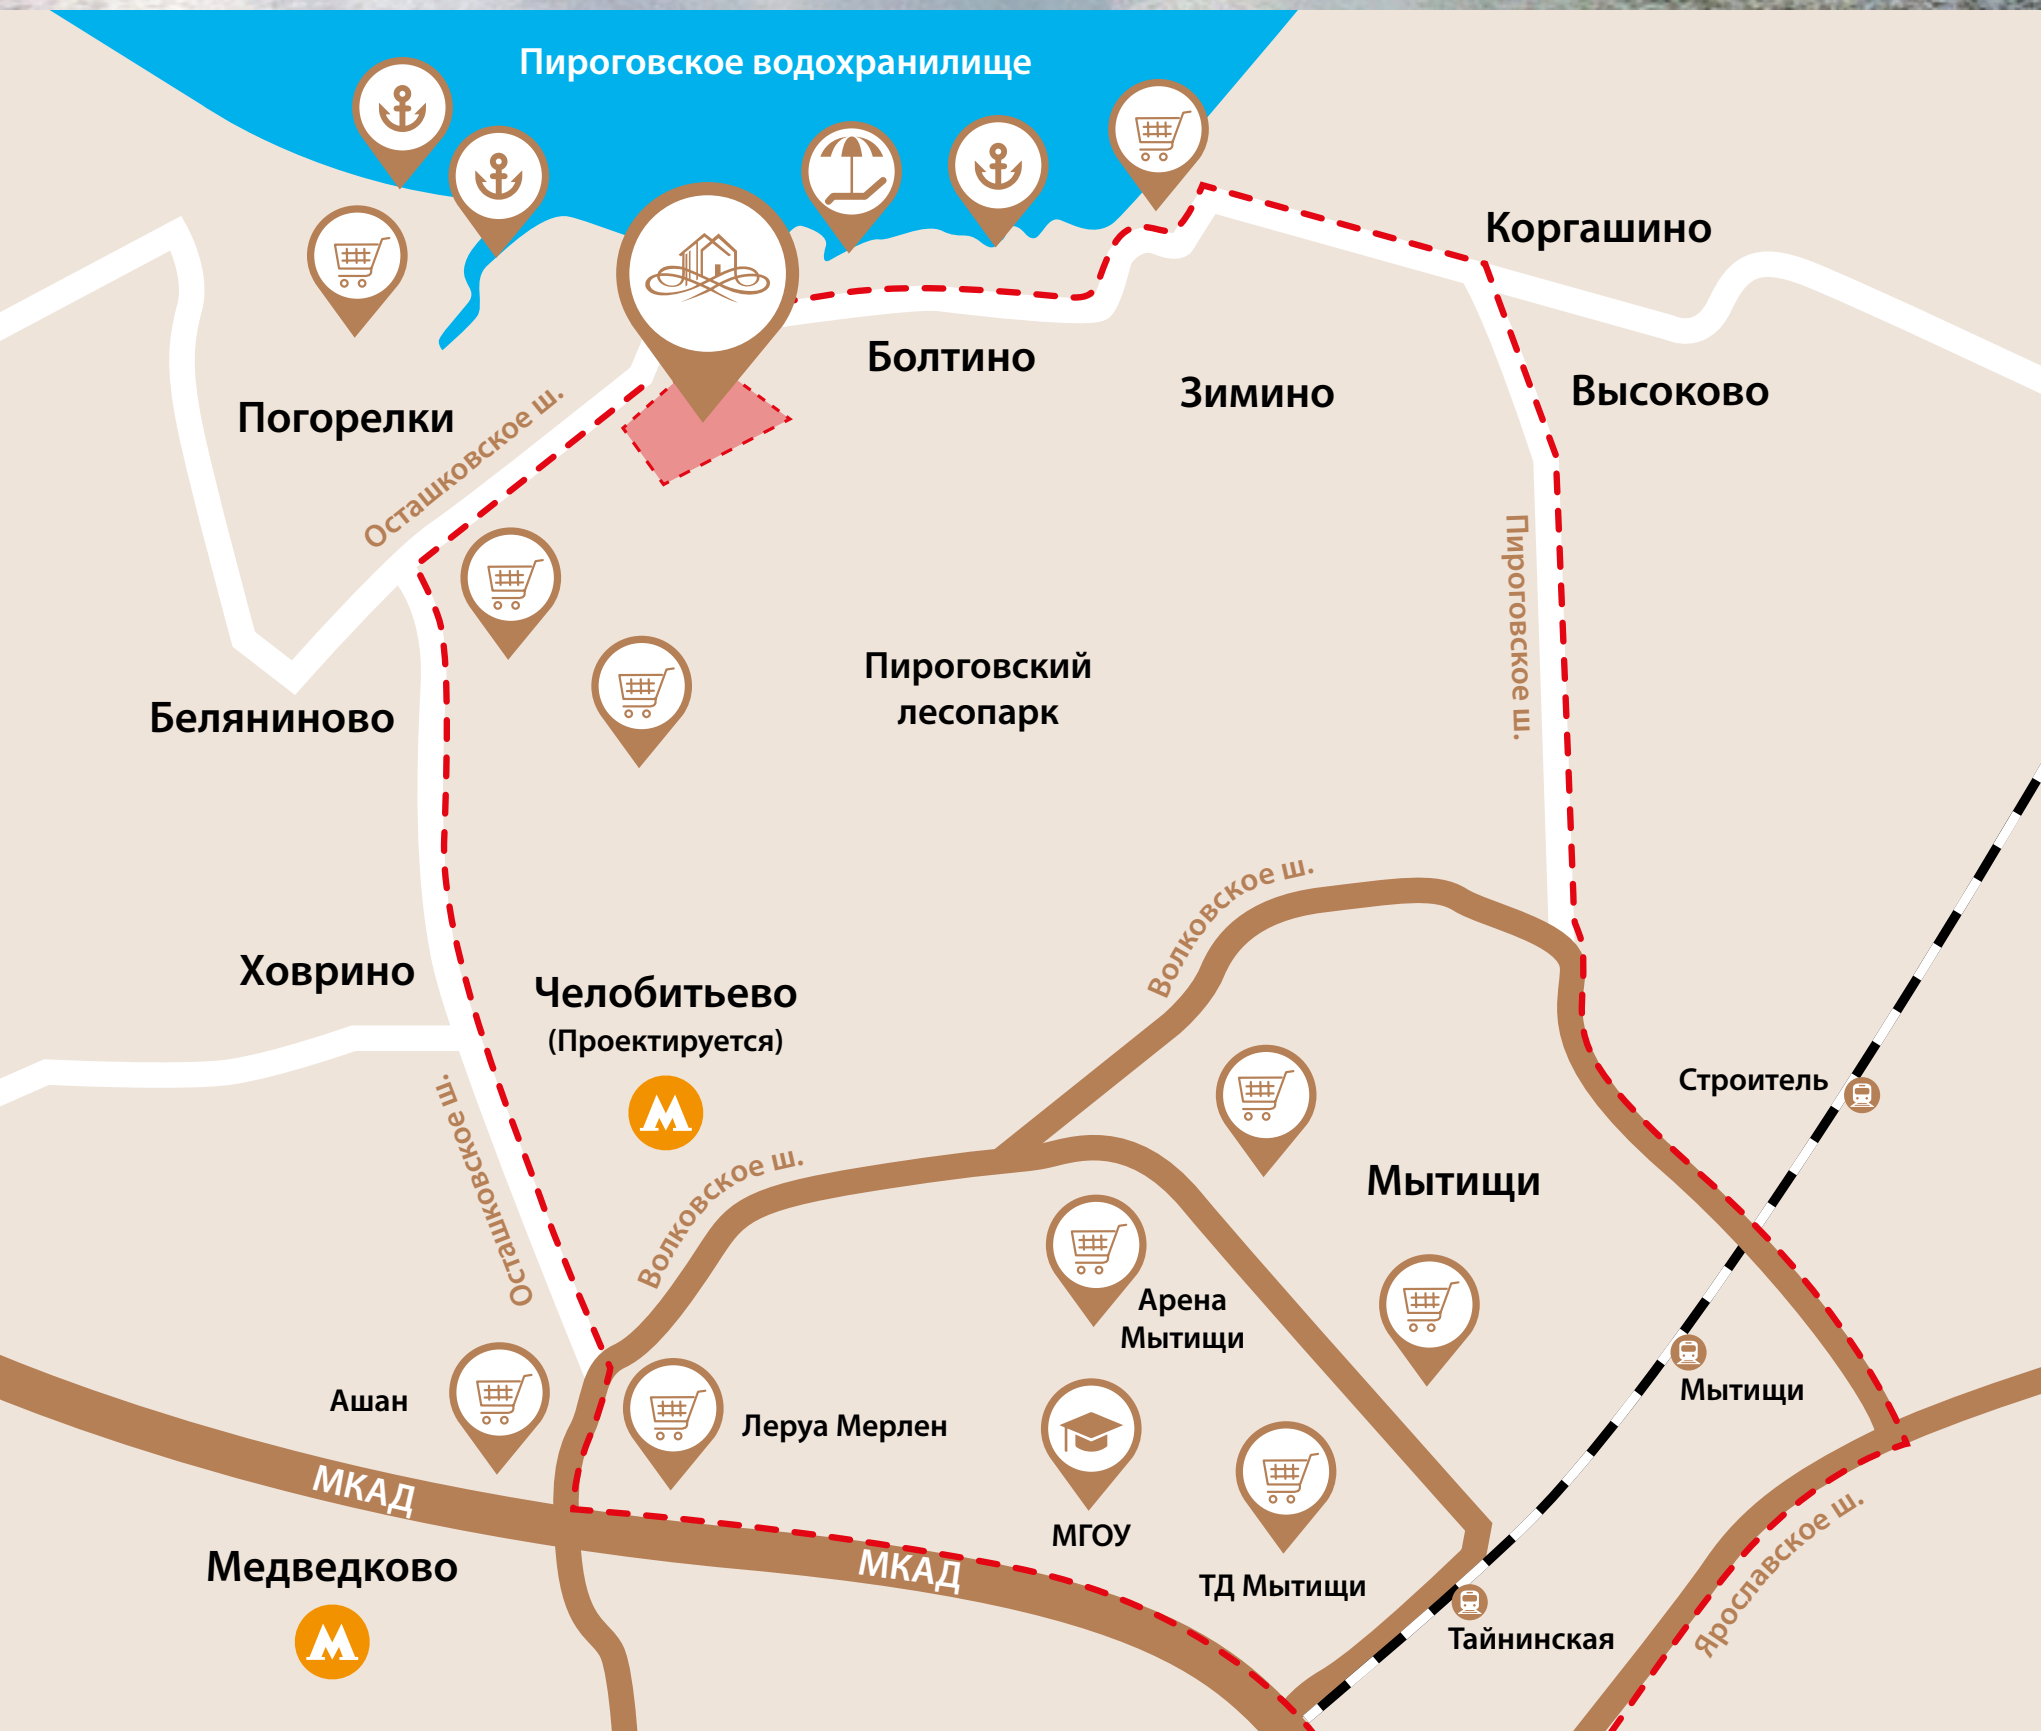 Пироговское водохранилище
Коргашино
Болтино
Зимино
Высоково
Погорелки
Осташковское ш.
Пироговское ш.
Пироговский
лесопарк
Беляниново
Волковское ш.
Ховрино
Челобитьево
(Проектируется)
Строитель
Осташковское ш.
Волковское ш.
Мытищи
Арена
Мытищи
Мытищи
Ашан
Леруа Мерлен
МКАД
МГОУ
Ярославское ш.
Медведково
МКАД
ТД Мытищи
Тайнинская